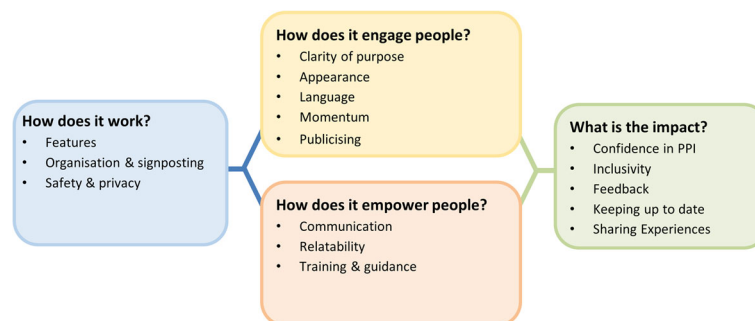 How does it work?
• Features
• Organisation & signposting
• Safety & privacy
How does it engage people?
• Clarity of purpose
• Appearance
• Language
• Momentum
• Publicising
How does it empower people?
• Communication
• Relatability
• Training & guidance
What is the impact?
• Confidence in PPI
• Inclusivity
• Feedback
• Keeping up to date
• Sharing Experiences